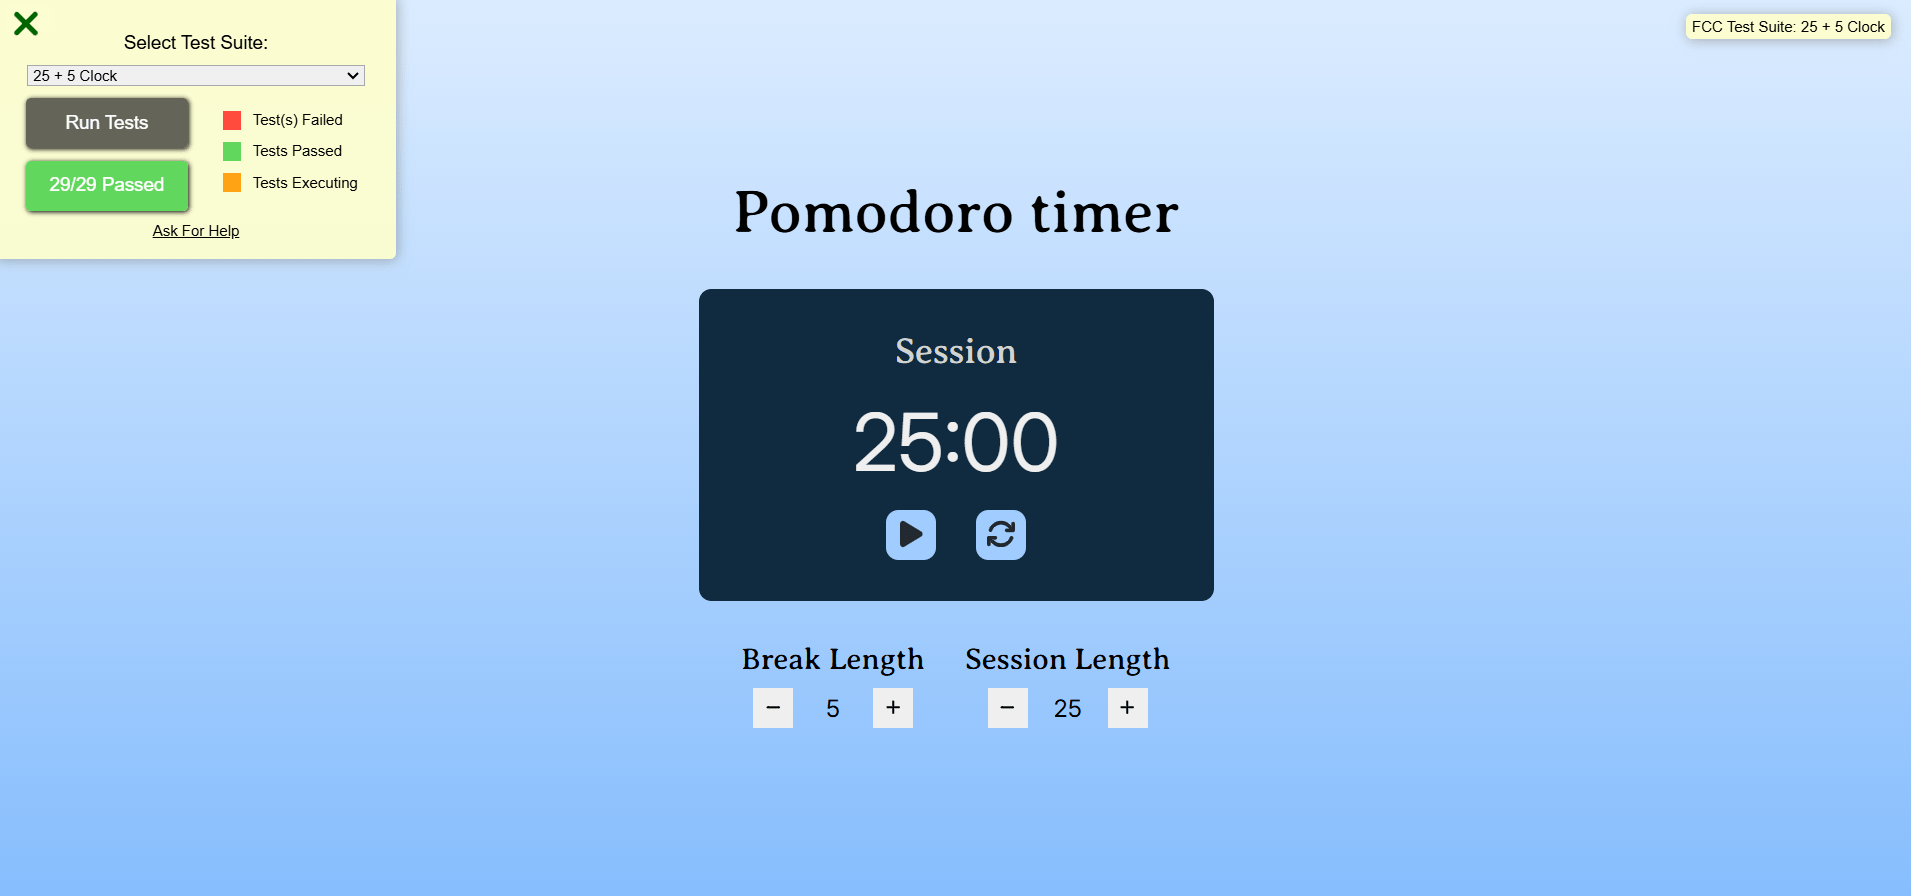 Select Test Suite:
25 + 5 Clock
Run Tests
29/29 Passed
Test(s) Failed
Tests Passed
Tests Executing
Ask For Help
FCC Test Suite: 25 + 5 Clock
Pomodoro timer
Session
25:00
Break Length
− 5 +
Session Length
− 25 +